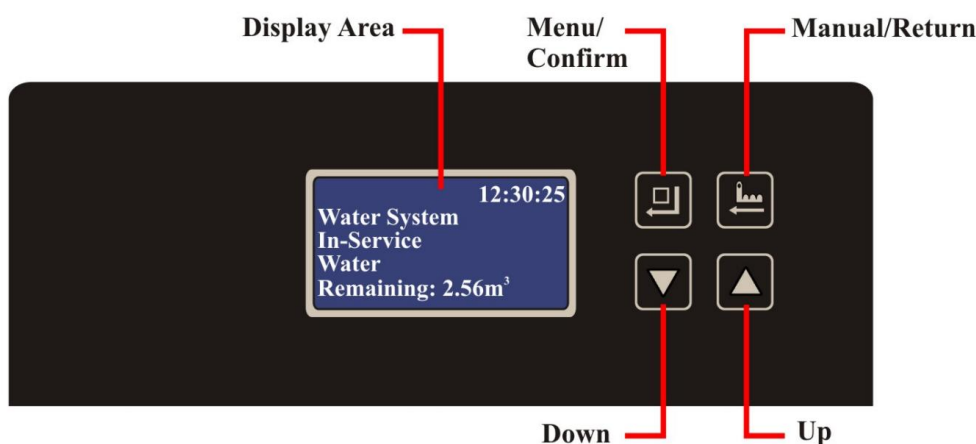 Display Area
Menu/
Confirm
Manual/Return
12:30:25
Water System
In-Service
Water
Remaining: 2.56m³
Down
Up